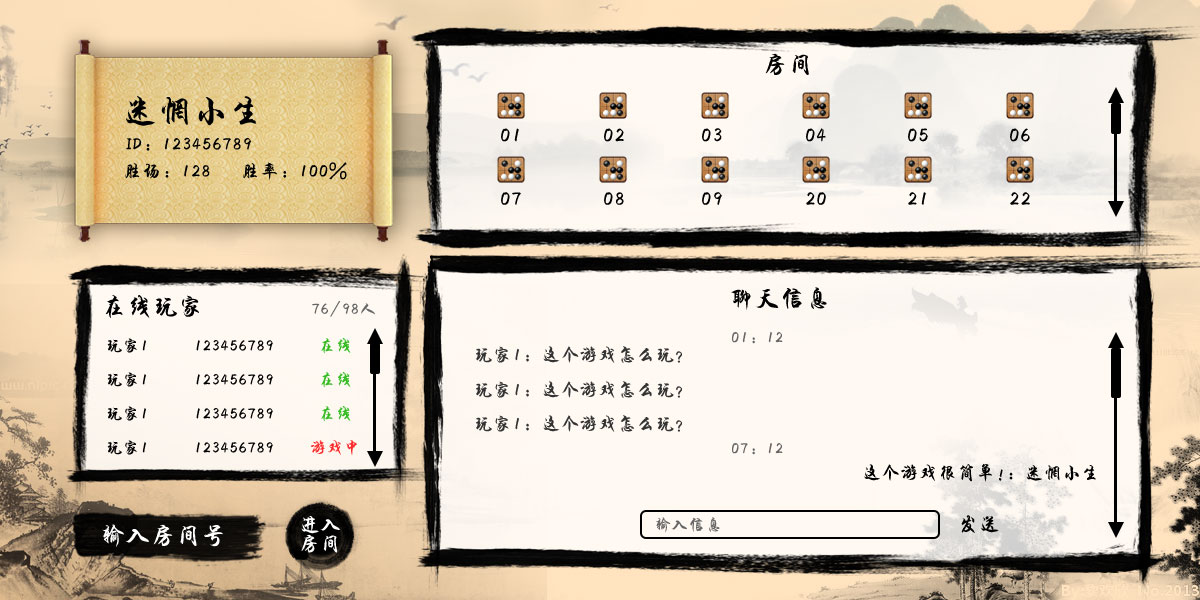 迷惘小生
ID：123456789
胜场：128 胜率：100%
房间
01 02 03 04 05 06
07 08 09 20 21 22
在线玩家 76/98人
玩家1 123456789 在线
玩家1 123456789 在线
玩家1 123456789 在线
玩家1 123456789 游戏中
输入房间号
进入
房间
聊天信息
01：12
玩家1：这个游戏怎么玩?
玩家1：这个游戏怎么玩?
玩家1：这个游戏怎么玩?
07：12
这个游戏很简单!：迷惘小生
输入信息 发送